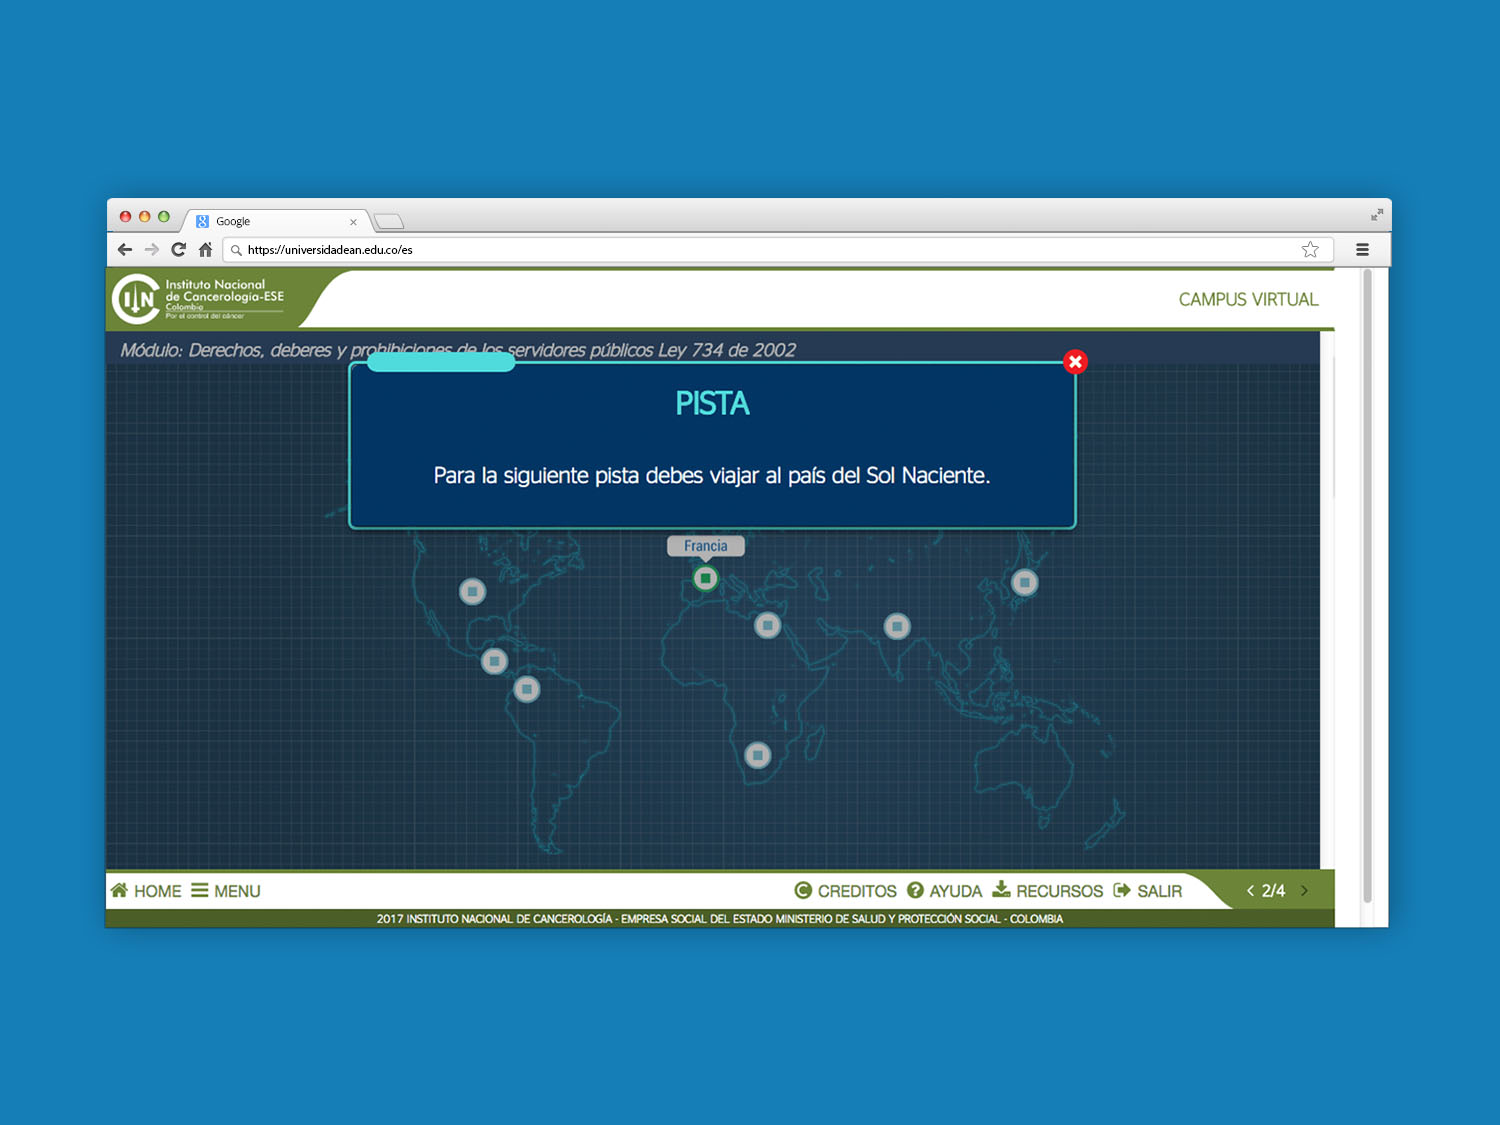 Google
https://universidadean.edu.co/es
Instituto Nacional
de Cancerología-ESE
Colombia
Por el control del cáncer
CAMPUS VIRTUAL
Módulo: Derechos, deberes y prohibiciones de los servidores públicos Ley 734 de 2002
PISTA
Para la siguiente pista debes viajar al país del Sol Naciente.
Francia
HOME MENU CREDITOS AYUDA RECURSOS SALIR 2/4
2017 INSTITUTO NACIONAL DE CANCEROLOGÍA - EMPRESA SOCIAL DEL ESTADO MINISTERIO DE SALUD Y PROTECCIÓN SOCIAL - COLOMBIA